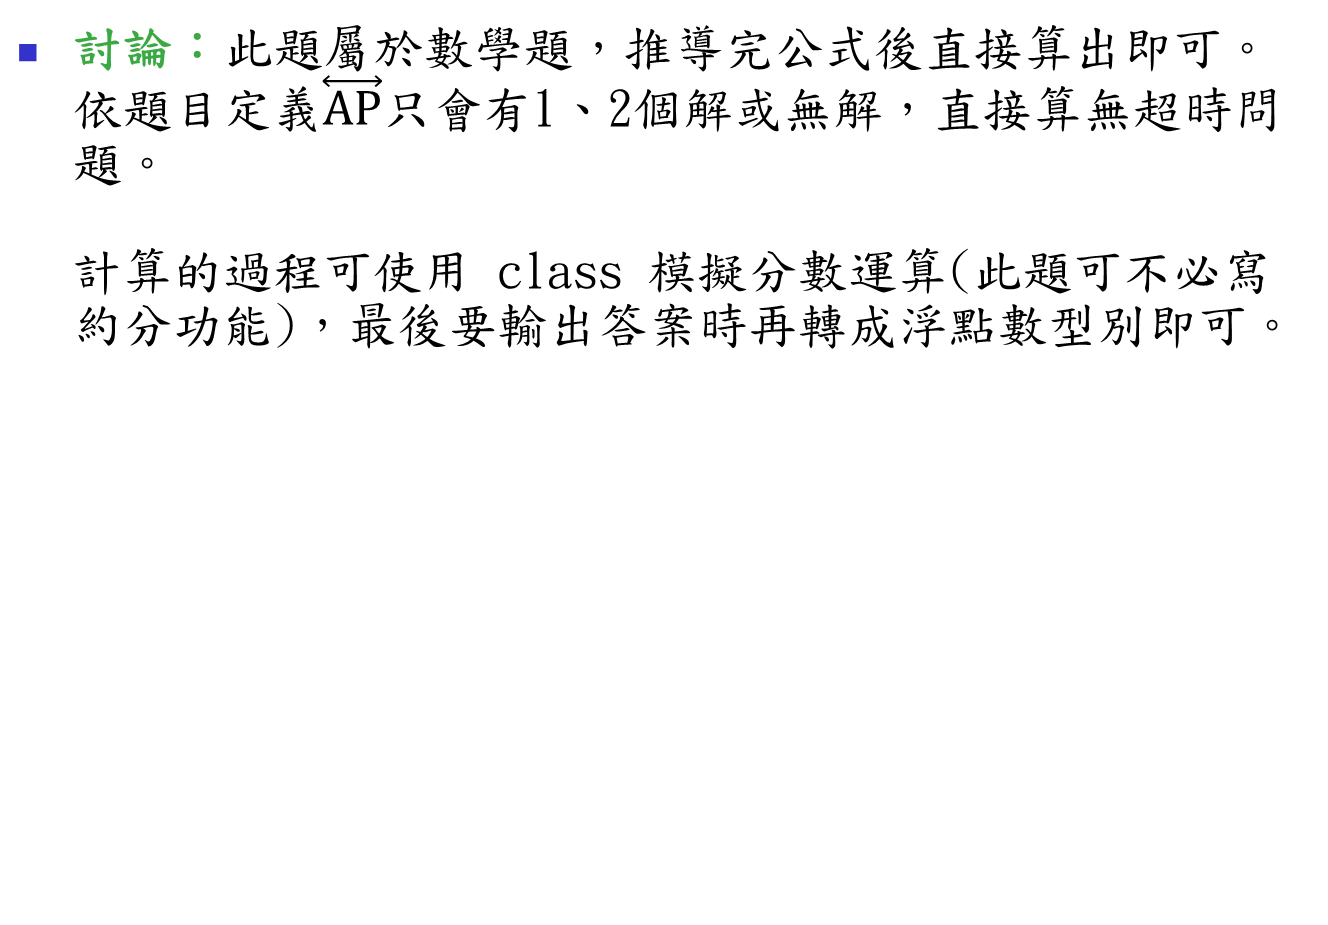 討論：此題屬於數學題，推導完公式後直接算出即可。
依題目定義AP只會有1、2個解或無解，直接算無超時問
題。
計算的過程可使用 class 模擬分數運算(此題可不必寫
約分功能)，最後要輸出答案時再轉成浮點數型別即可。